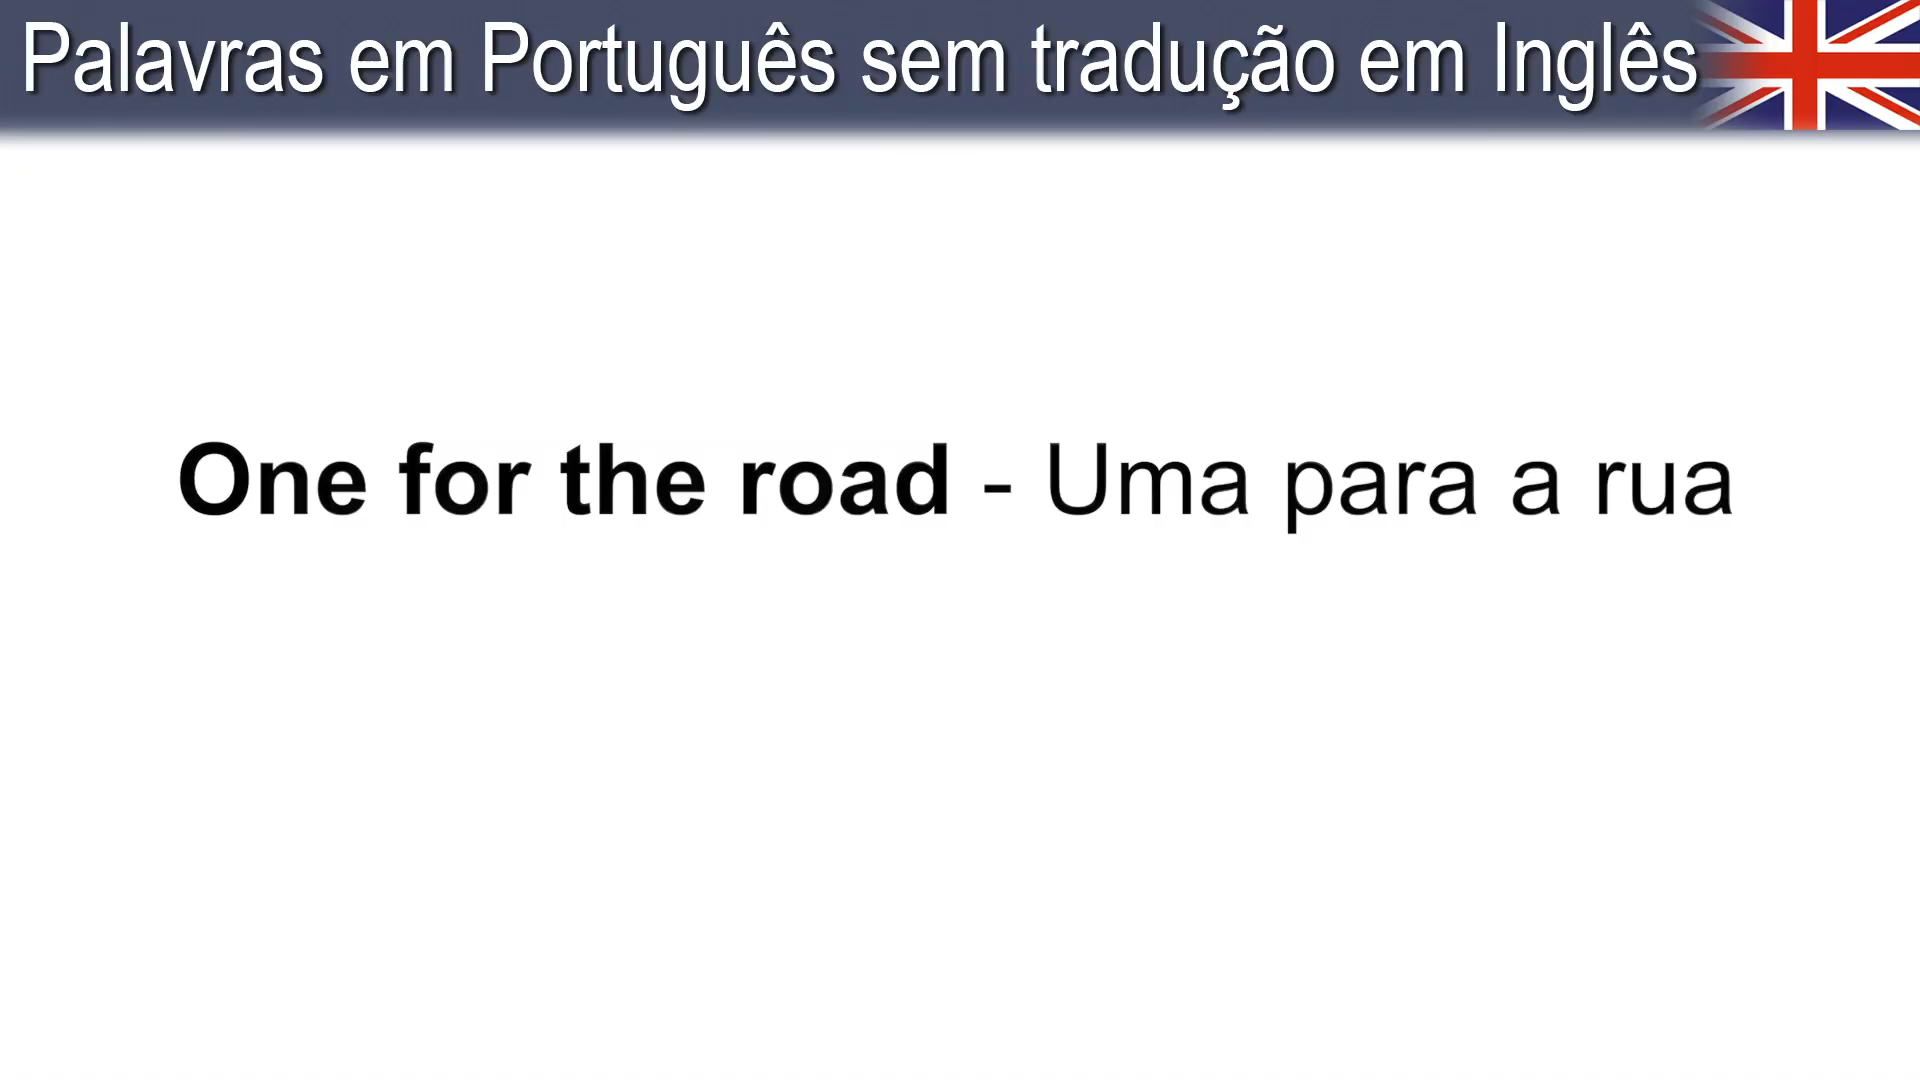 Palavras em Português sem tradução em Inglês
One for the road - Uma para a rua